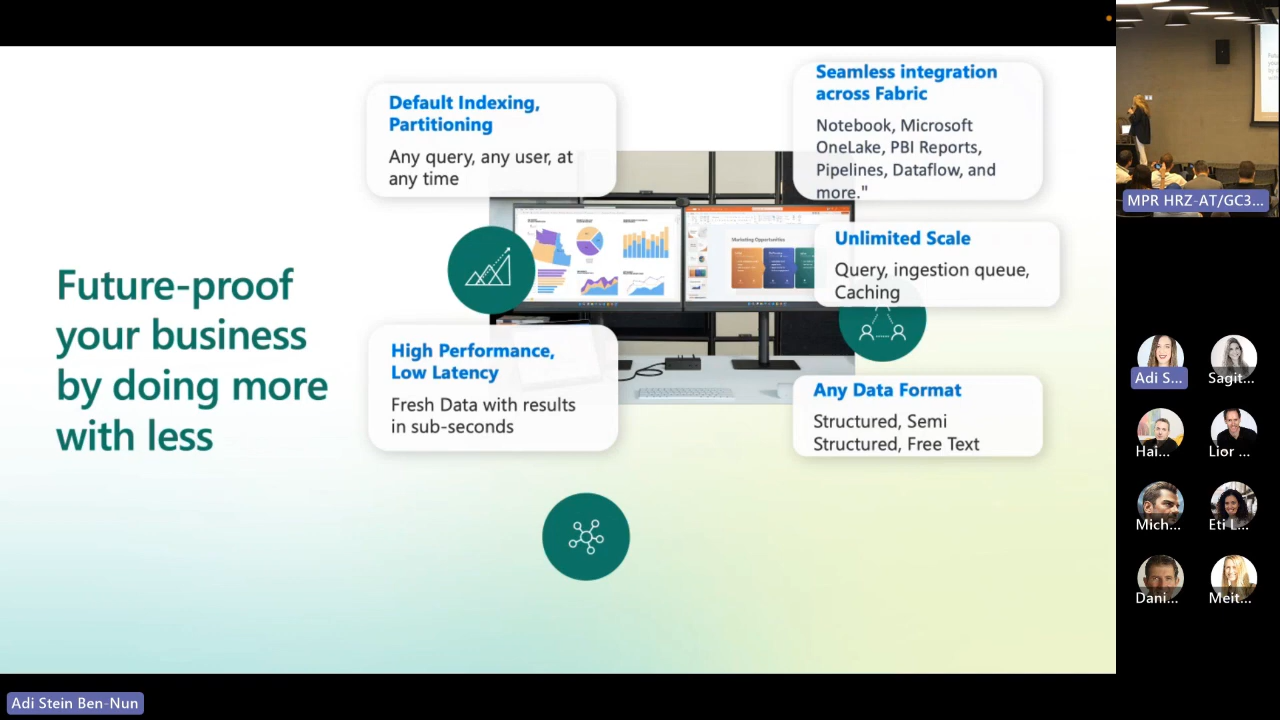 Future-proof
your business
by doing more
with less
Default Indexing,
Partitioning
Any query, any user, at
any time
High Performance,
Low Latency
Fresh Data with results
in sub-seconds
Seamless integration
across Fabric
Notebook, Microsoft
OneLake, PBI Reports,
Pipelines, Dataflow, and
more."
Unlimited Scale
Query, ingestion queue,
Caching
Any Data Format
Structured, Semi
Structured, Free Text
Marketing Opportunities
MPR HRZ-AT/GC3...
Adi S...
Sagit...
Hai...
Lior ...
Mich...
Eti L...
Dani...
Meit...
Adi Stein Ben-Nun